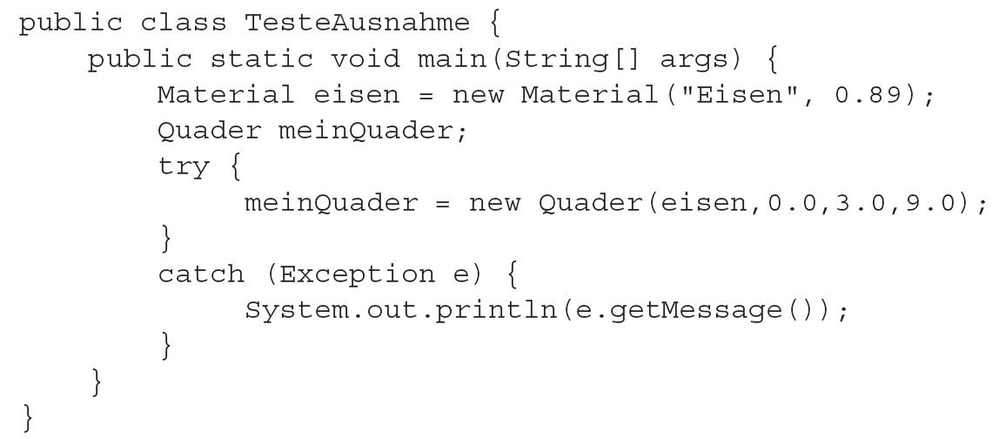 public class TesteAusnahme {
    public static void main(String[] args) {
        Material eisen = new Material("Eisen", 0.89);
        Quader meinQuader;
        try {
             meinQuader = new Quader(eisen,0.0,3.0,9.0);
        }
        catch (Exception e) {
             System.out.println(e.getMessage());
        }
    }
}